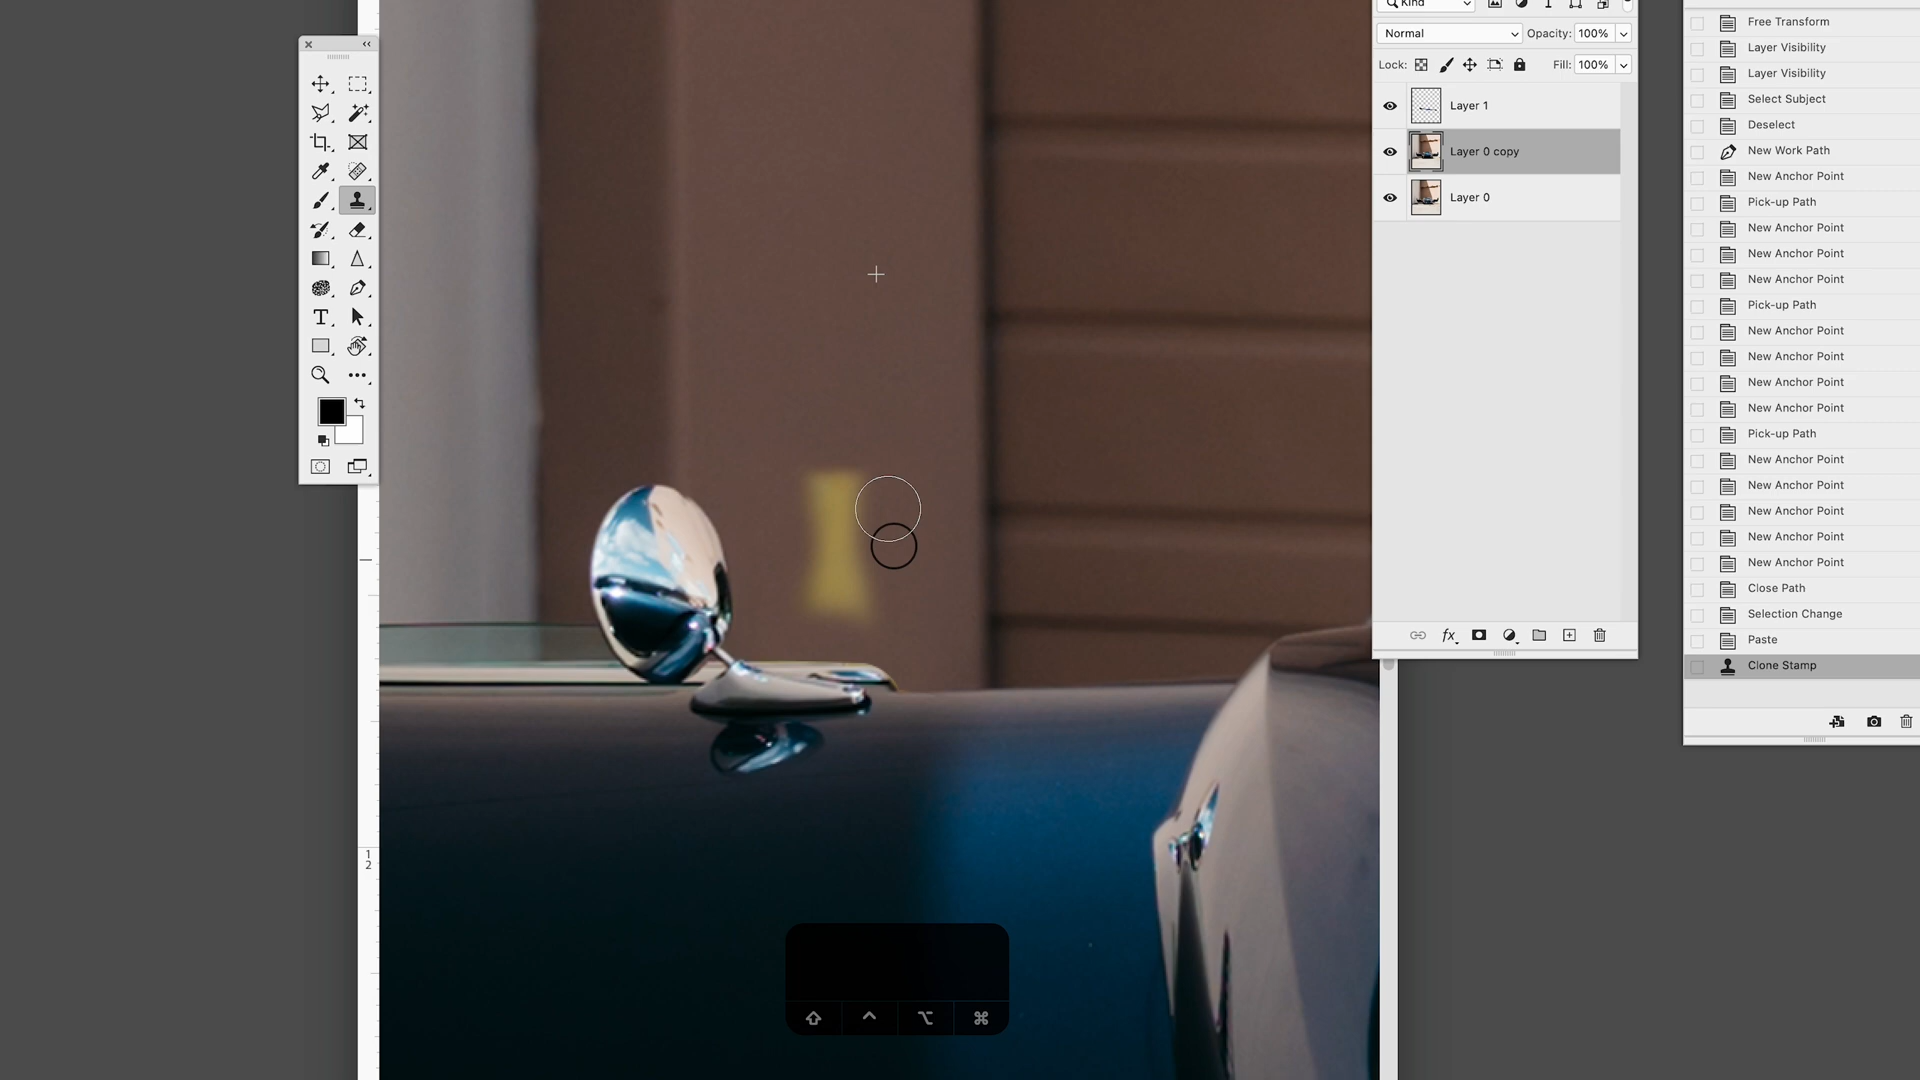 Kind
Normal
Opacity: 100%
Lock:
Fill: 100%
Layer 1
Layer 0 copy
Layer 0
fx
T
1
2
Free Transform
Layer Visibility
Layer Visibility
Select Subject
Deselect
New Work Path
New Anchor Point
Pick-up Path
New Anchor Point
New Anchor Point
New Anchor Point
Pick-up Path
New Anchor Point
New Anchor Point
New Anchor Point
New Anchor Point
Pick-up Path
New Anchor Point
New Anchor Point
New Anchor Point
New Anchor Point
New Anchor Point
Close Path
Selection Change
Paste
Clone Stamp